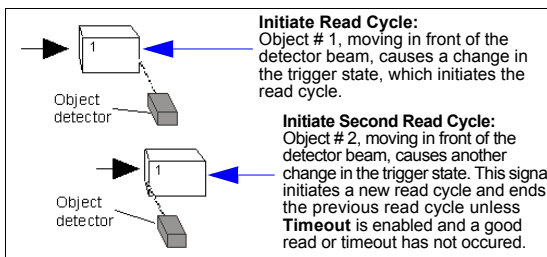 Initiate Read Cycle:
Object # 1, moving in front of the
detector beam, causes a change in
the trigger state, which initiates the
read cycle.
1
Object
detector
Initiate Second Read Cycle:
Object # 2, moving in front of the
detector beam, causes another
change in the trigger state. This signa
initiates a new read cycle and ends
the previous read cycle unless
Timeout is enabled and a good
read or timeout has not occured.
1
Object
detector